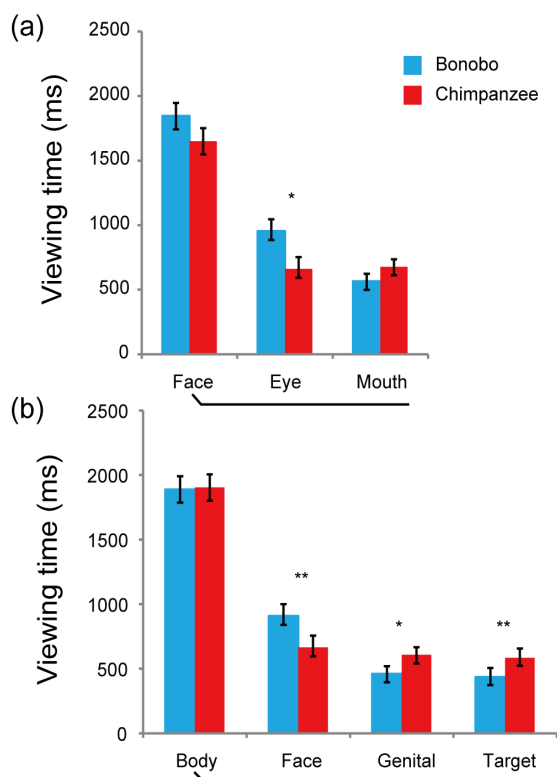 (a)
Viewing time (ms)
2500
2000
1500
1000
500
0
Bonobo
Chimpanzee
*
Face Eye Mouth
(b)
Viewing time (ms)
2500
2000
1500
1000
500
0
** * **
Body Face Genital Target